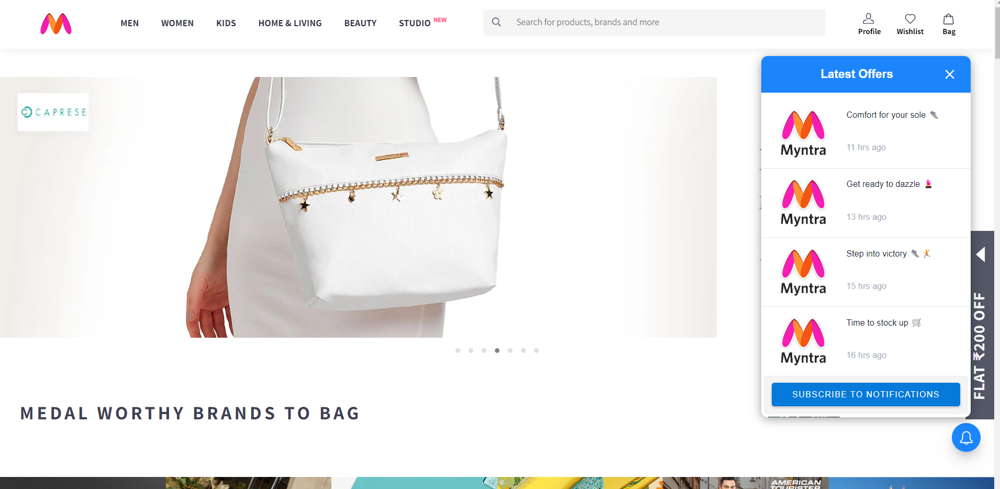 MEN
WOMEN
KIDS
HOME & LIVING
BEAUTY
STUDIO NEW
Search for products, brands and more
Profile
Wishlist
Bag
CAPRESE
Latest Offers
Comfort for your sole
Myntra
11 hrs ago
Get ready to dazzle
Myntra
13 hrs ago
Step into victory
Myntra
15 hrs ago
Time to stock up
Myntra
16 hrs ago
SUBSCRIBE TO NOTIFICATIONS
FLAT ₹200 OFF
MEDAL WORTHY BRANDS TO BAG
AMERICAN
TOURISTER